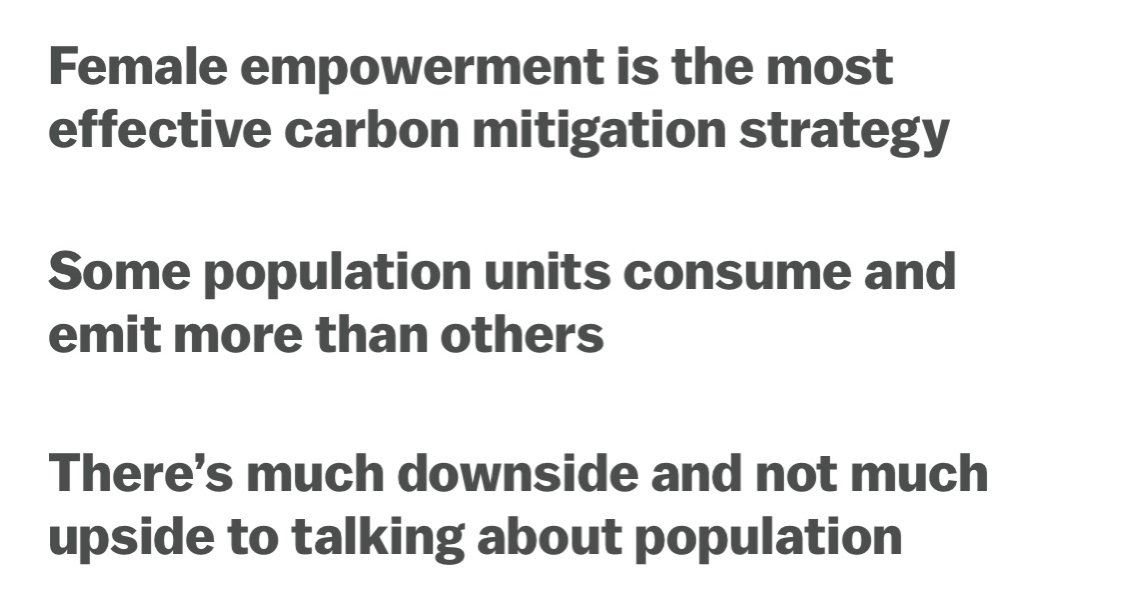 Female empowerment is the most
effective carbon mitigation strategy
Some population units consume and
emit more than others
There’s much downside and not much
upside to talking about population